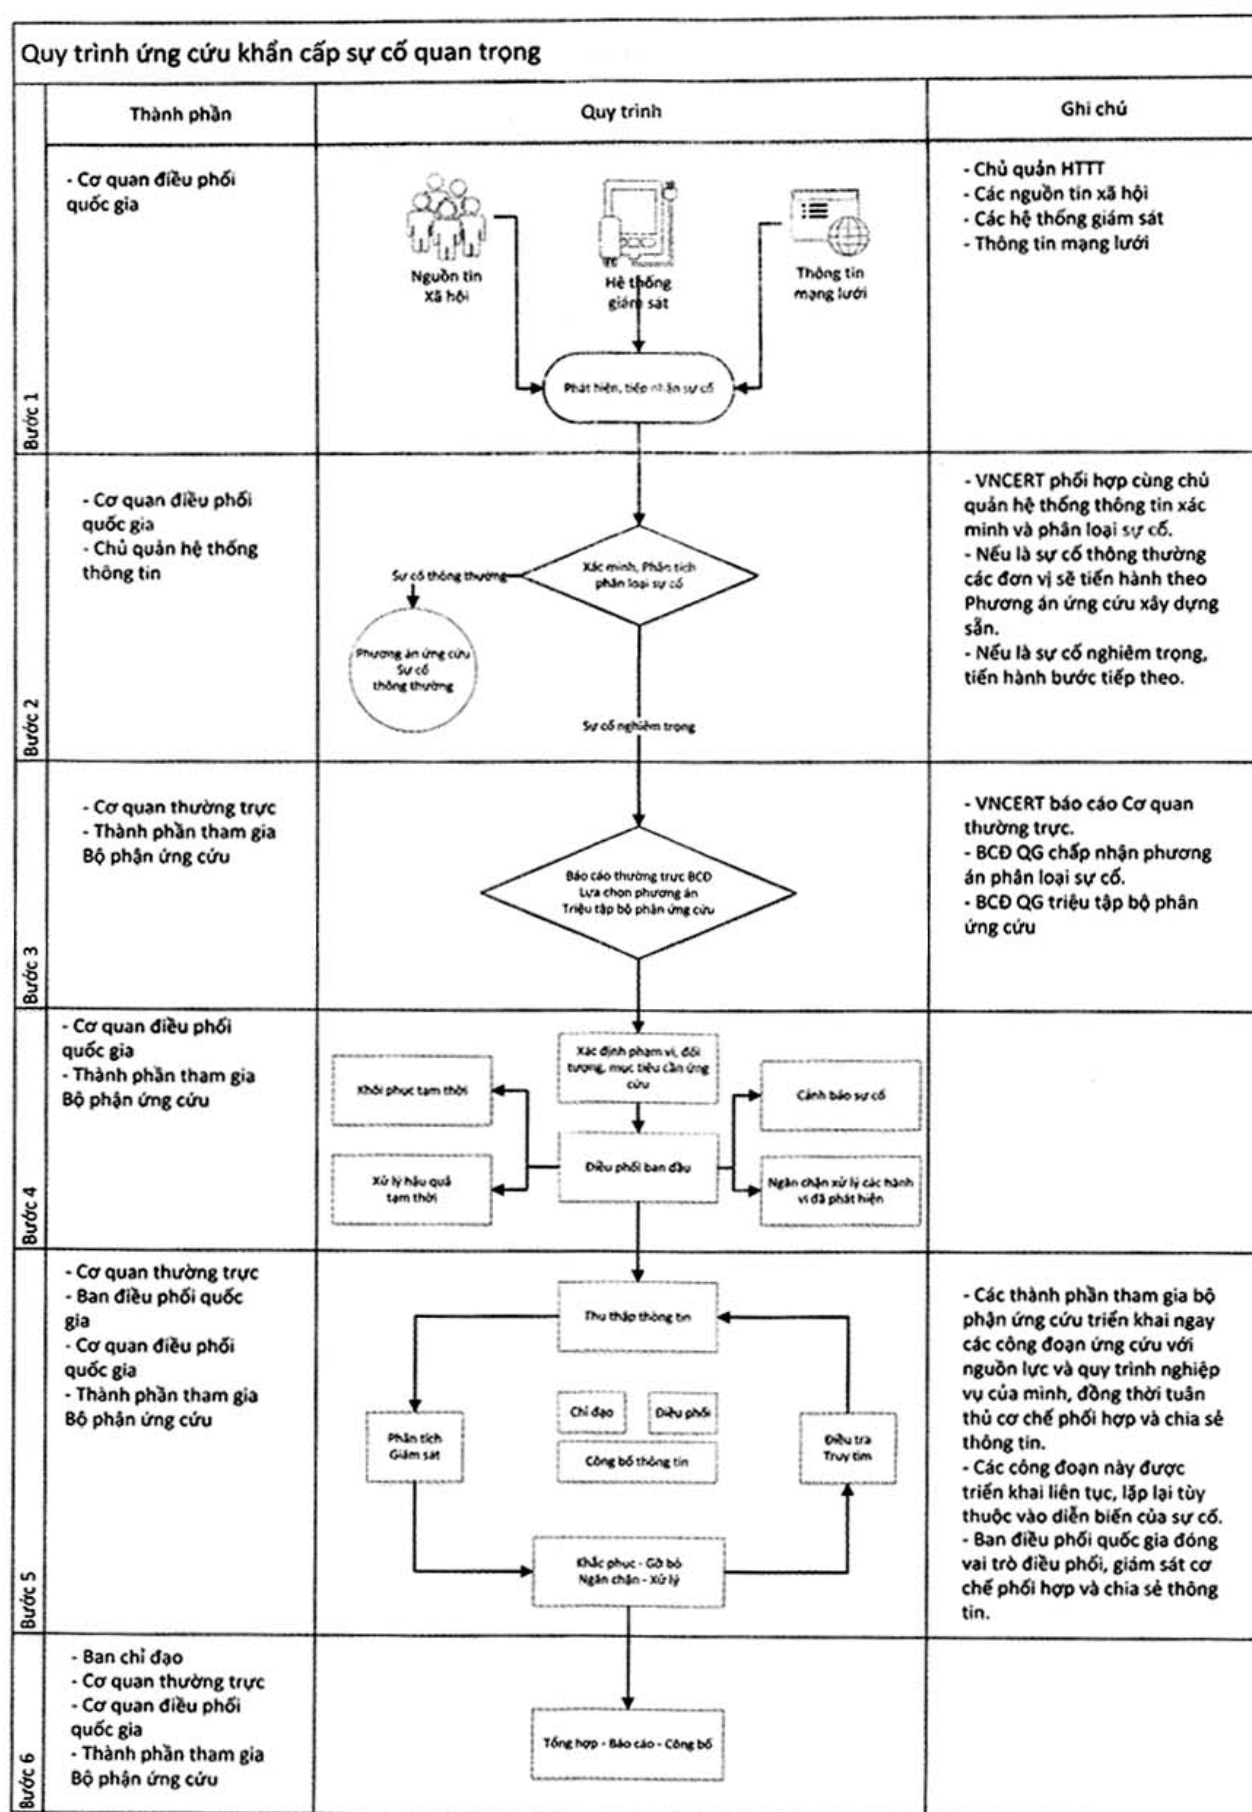 Quy trình ứng cứu khẩn cấp sự cố quan trọng
Thành phần
Quy trình
Ghi chú
Bước 1
- Cơ quan điều phối
quốc gia
Nguồn tin
Xã hội
Hệ thống
giám sát
Thông tin
mạng lưới
Phát hiện, tiếp nhận sự cố
- Chủ quản HTTT
- Các nguồn tin xã hội
- Các hệ thống giám sát
- Thông tin mạng lưới
Bước 2
- Cơ quan điều phối
quốc gia
- Chủ quản hệ thống
thông tin
Xác minh, Phân tích
phân loại sự cố
Sự cố thông thường
Phương án ứng cứu
Sự cố
thông thường
Sự cố nghiêm trọng
- VNCERT phối hợp cùng chủ
quản hệ thống thông tin xác
minh và phân loại sự cố.
- Nếu là sự cố thông thường
các đơn vị sẽ tiến hành theo
Phương án ứng cứu xây dựng
sẵn.
- Nếu là sự cố nghiêm trọng,
tiến hành bước tiếp theo.
Bước 3
- Cơ quan thường trực
- Thành phần tham gia
Bộ phận ứng cứu
Báo cáo thường trực BCĐ
Lựa chọn phương án
Triệu tập bộ phận ứng cứu
- VNCERT báo cáo Cơ quan
thường trực.
- BCĐ QG chấp nhận phương
án phân loại sự cố.
- BCĐ QG triệu tập bộ phân
ứng cứu
Bước 4
- Cơ quan điều phối
quốc gia
- Thành phần tham gia
Bộ phận ứng cứu
Xác định phạm vi, đối
tượng, mục tiêu cần ứng
cứu
Khôi phục tạm thời
Cảnh báo sự cố
Điều phối ban đầu
Xử lý hậu quả
tạm thời
Ngăn chặn xử lý các hành
vi đã phát hiện
Bước 5
- Cơ quan thường trực
- Ban điều phối quốc
gia
- Cơ quan điều phối
quốc gia
- Thành phần tham gia
Bộ phận ứng cứu
Thu thập thông tin
Chỉ đạo
Điều phối
Công bố thông tin
Phân tích
Giám sát
Điều tra
Truy tìm
Khắc phục - Gỡ bỏ
Ngăn chặn - Xử lý
- Các thành phần tham gia bộ
phận ứng cứu triển khai ngay
các công đoạn ứng cứu với
nguồn lực và quy trình nghiệp
vụ của mình, đồng thời tuân
thủ cơ chế phối hợp và chia sẻ
thông tin.
- Các công đoạn này được
triển khai liên tục, lặp lại tùy
thuộc vào diễn biến của sự cố.
- Ban điều phối quốc gia đóng
vai trò điều phối, giám sát cơ
chế phối hợp và chia sẻ thông
tin.
Bước 6
- Ban chỉ đạo
- Cơ quan thường trực
- Cơ quan điều phối
quốc gia
- Thành phần tham gia
Bộ phận ứng cứu
Tổng hợp - Báo cáo - Công bố